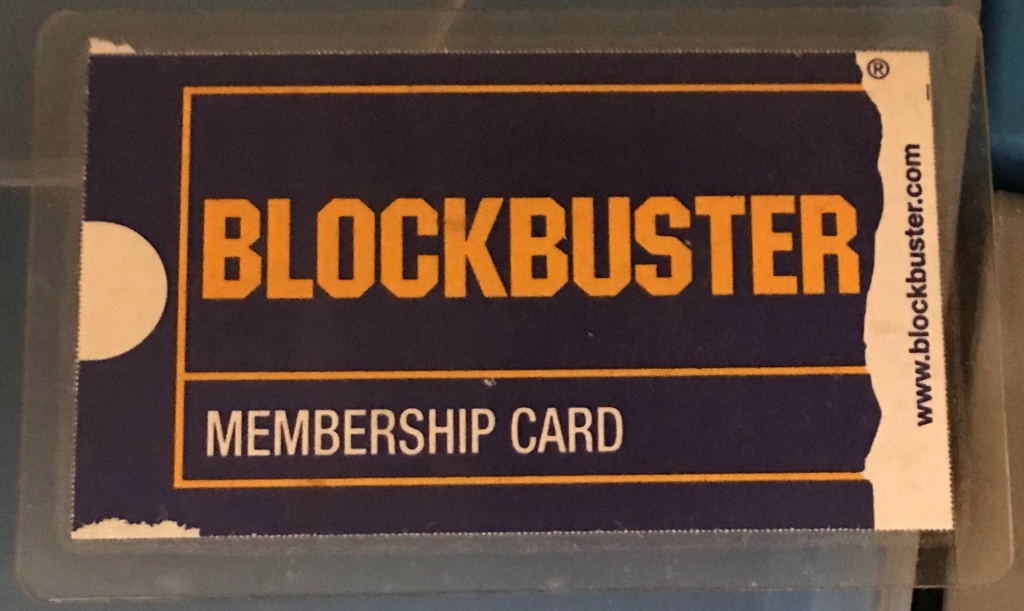 BLOCKBUSTER
®
MEMBERSHIP CARD
www.blockbuster.com